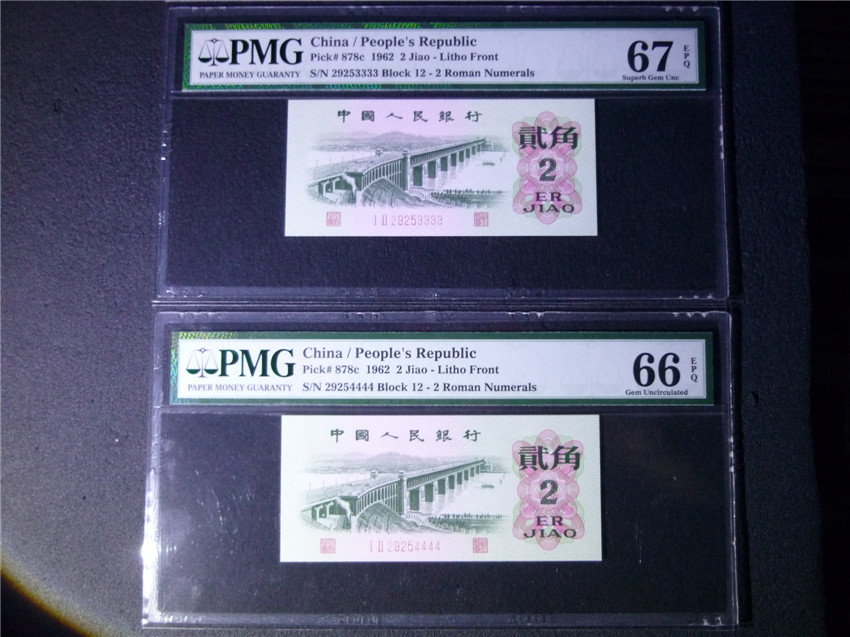 PMG
PAPER MONEY GUARANTY
China / People's Republic
Pick# 878c 1962 2 Jiao - Litho Front
S/N 29253333 Block 12 - 2 Roman Numerals
67
EPQ
Superb Gem Unc
中國人民銀行
貳角
2
ER
JIAO
I II 29253333
PMG
PAPER MONEY GUARANTY
China / People's Republic
Pick# 878c 1962 2 Jiao - Litho Front
S/N 29254444 Block 12 - 2 Roman Numerals
66
EPQ
Gem Uncirculated
中國人民銀行
貳角
2
ER
JIAO
I II 29254444